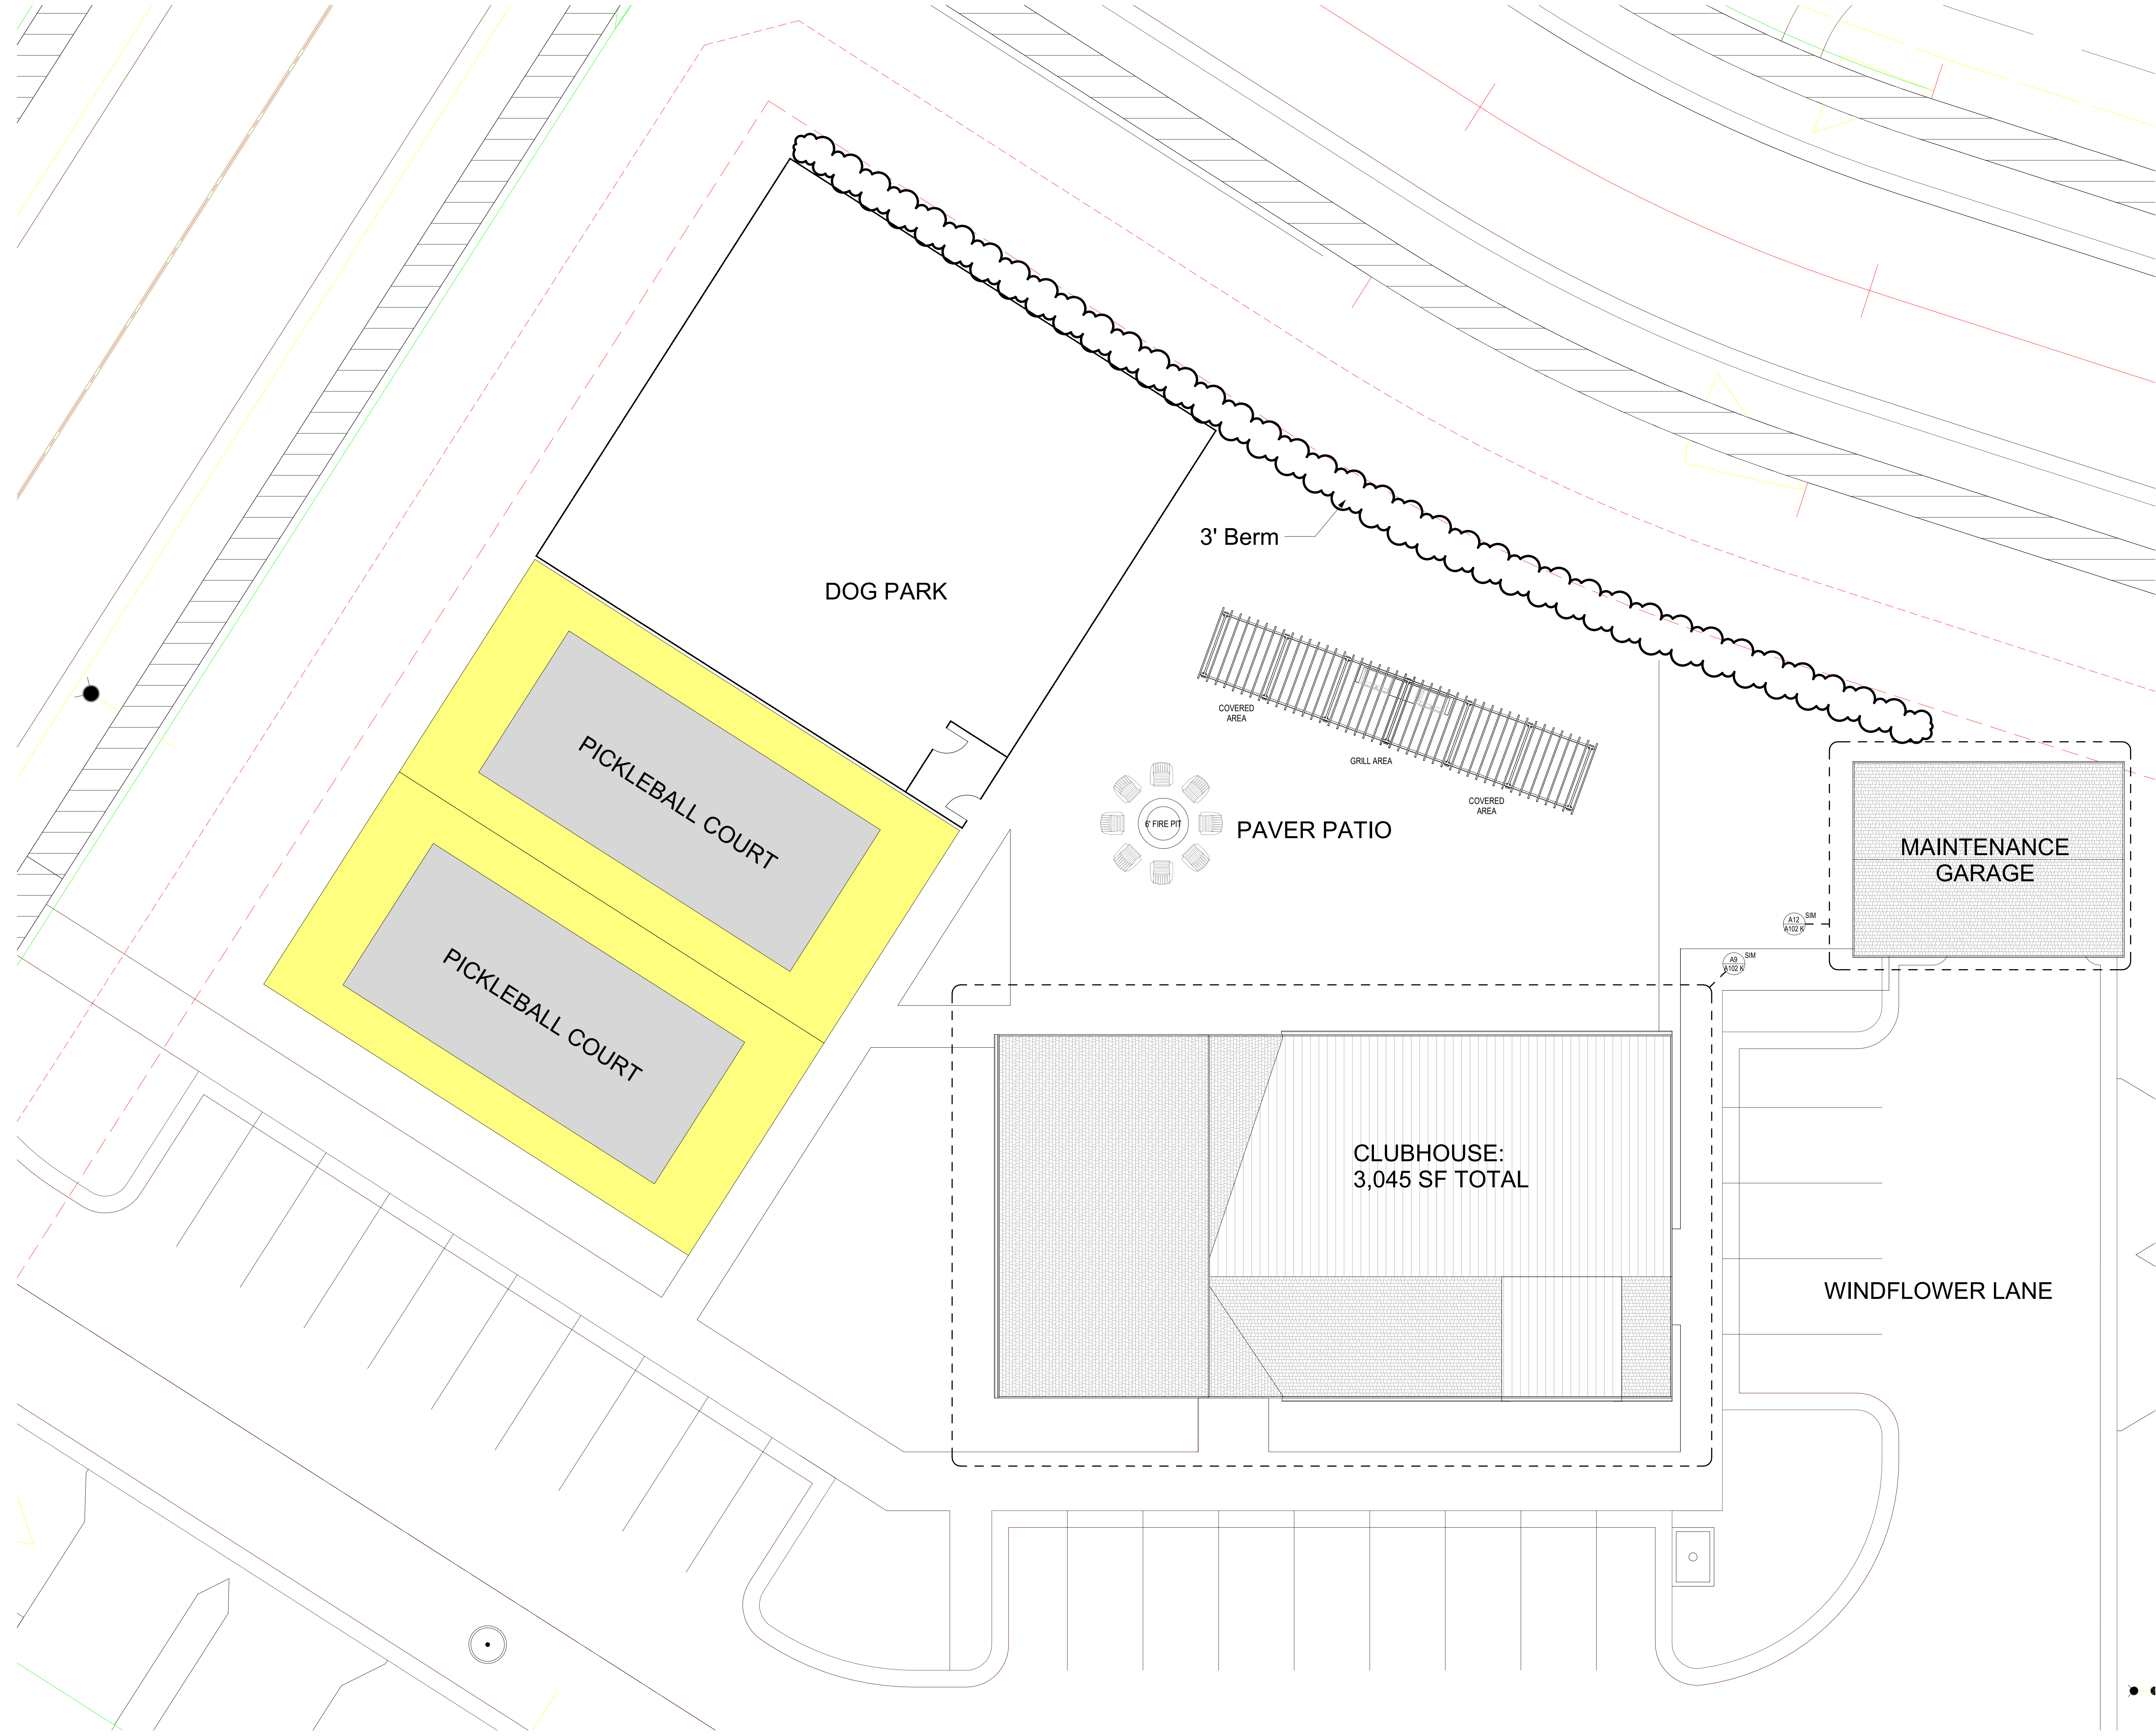 3' Berm
DOG PARK
COVERED
AREA
GRILL AREA
COVERED
AREA
PICKLEBALL COURT
6' FIRE PIT
PAVER PATIO
MAINTENANCE
GARAGE
A12
A102 K
SIM
A9
A102 K
SIM
PICKLEBALL COURT
CLUBHOUSE:
3,045 SF TOTAL
WINDFLOWER LANE